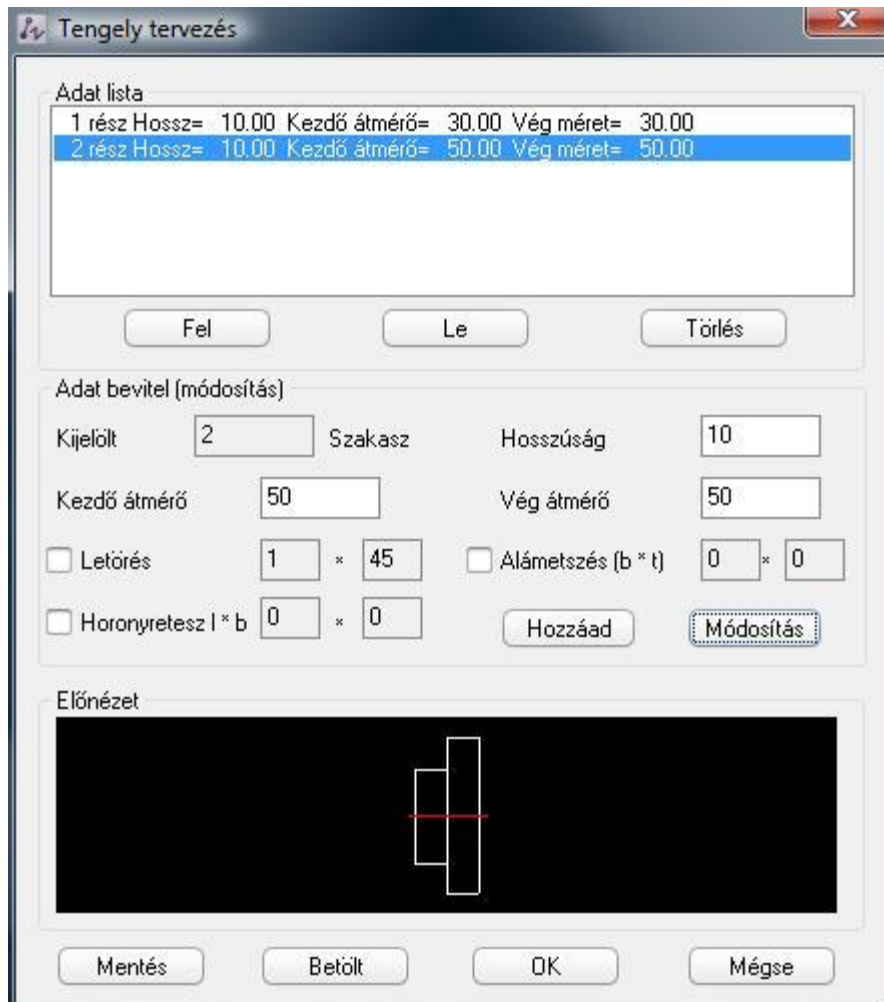 Tengely tervezés
Adat lista
1 rész Hossz= 10.00 Kezdő átmérő= 30.00 Vég méret= 30.00
2 rész Hossz= 10.00 Kezdő átmérő= 50.00 Vég méret= 50.00
Fel Le Törlés
Adat bevitel (módosítás)
Kijelölt 2 Szakasz Hosszúság 10
Kezdő átmérő 50 Vég átmérő 50
Letörés 1 * 45 Alámetszés (b * t) 0 * 0
Horonyretesz l * b 0 * 0 Hozzáad Módosítás
Előnézet
Mentés Betölt OK Mégse